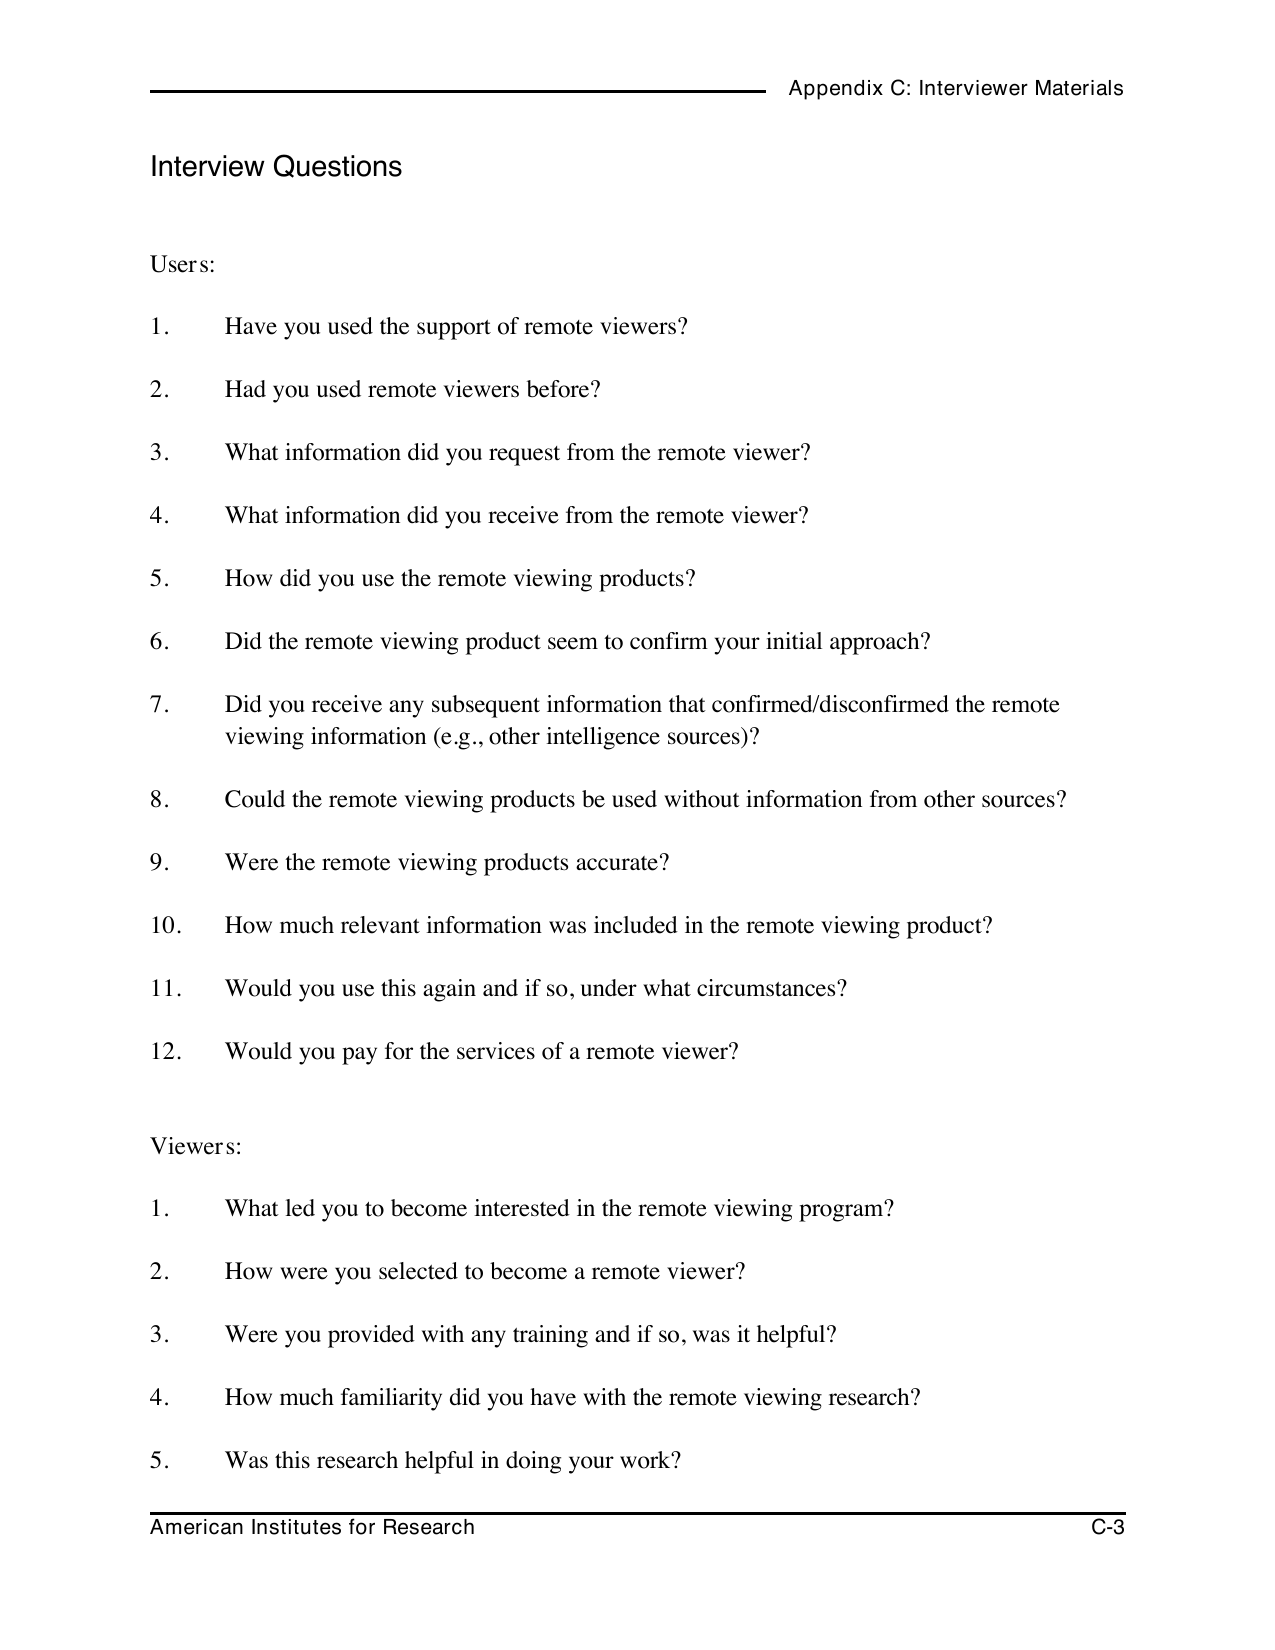 Appendix C: Interviewer Materials
Interview Questions
Users:
1. Have you used the support of remote viewers?
2. Had you used remote viewers before?
3. What information did you request from the remote viewer?
4. What information did you receive from the remote viewer?
5. How did you use the remote viewing products?
6. Did the remote viewing product seem to confirm your initial approach?
7. Did you receive any subsequent information that confirmed/disconfirmed the remote
viewing information (e.g., other intelligence sources)?
8. Could the remote viewing products be used without information from other sources?
9. Were the remote viewing products accurate?
10. How much relevant information was included in the remote viewing product?
11. Would you use this again and if so, under what circumstances?
12. Would you pay for the services of a remote viewer?
Viewers:
1. What led you to become interested in the remote viewing program?
2. How were you selected to become a remote viewer?
3. Were you provided with any training and if so, was it helpful?
4. How much familiarity did you have with the remote viewing research?
5. Was this research helpful in doing your work?
American Institutes for Research C-3